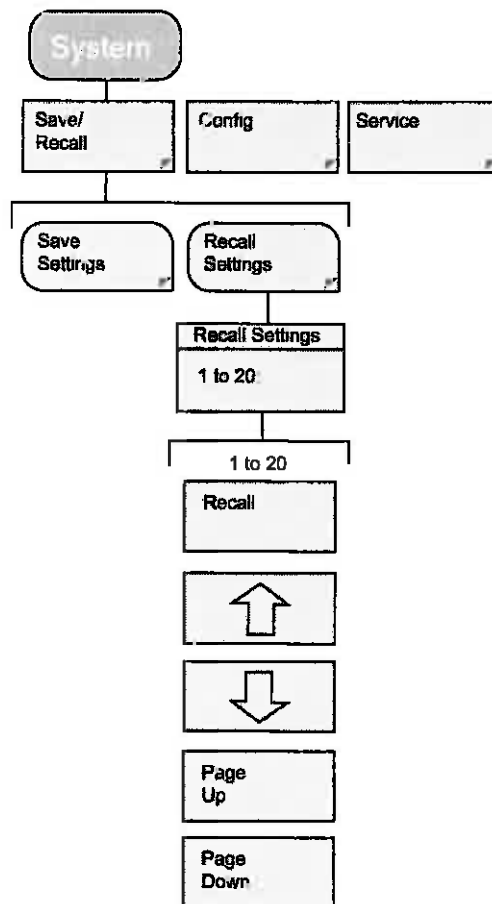 System
Save/
Recall
Config
Service
Save
Settings
Recall
Settings
Recall Settings
1 to 20
1 to 20
Recall
Page
Up
Page
Down